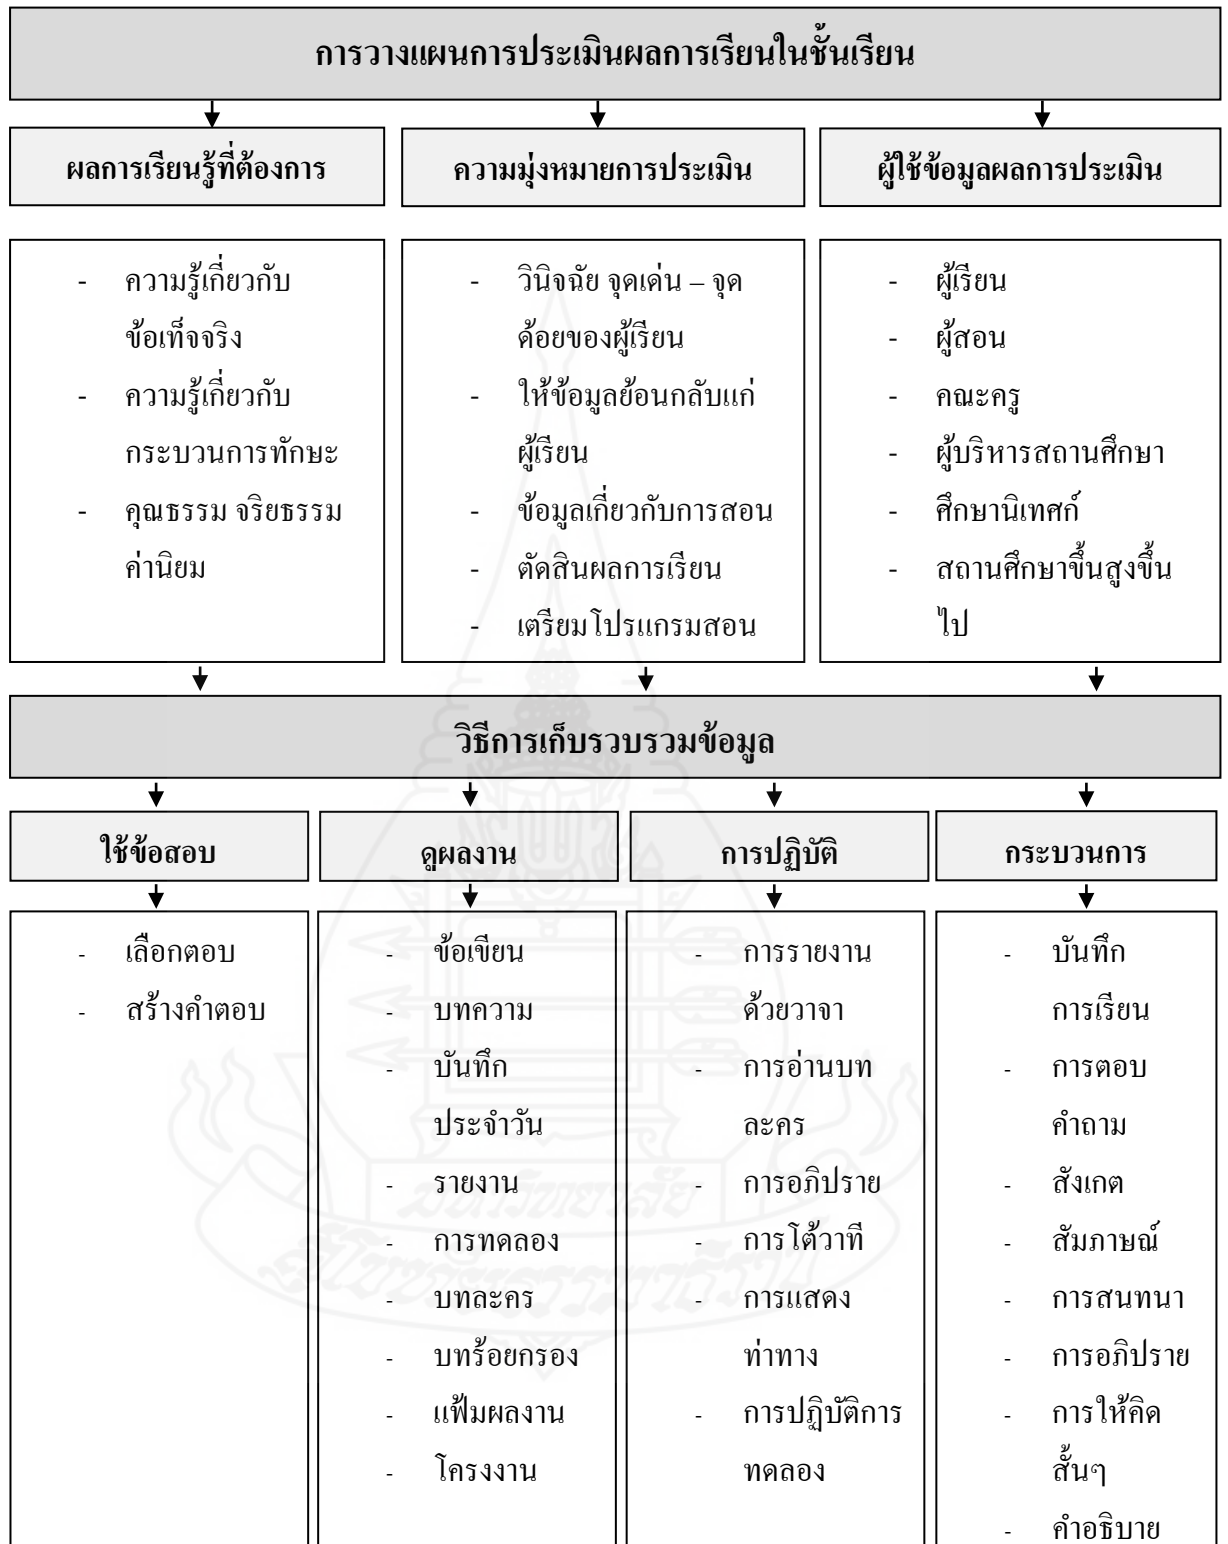 การวางแผนการประเมินผลการเรียนในชั้นเรียน
ผลการเรียนรู้ที่ต้องการ
ความมุ่งหมายการประเมิน
ผู้ใช้ข้อมูลผลการประเมิน
- ความรู้เกี่ยวกับ
ข้อเท็จจริง
- ความรู้เกี่ยวกับ
กระบวนการทักษะ
- คุณธรรม จริยธรรม
ค่านิยม
- วินิจฉัย จุดเด่น – จุด
ด้อยของผู้เรียน
- ให้ข้อมูลย้อนกลับแก่
ผู้เรียน
- ข้อมูลเกี่ยวกับการสอน
- ตัดสินผลการเรียน
- เตรียมโปรแกรมสอน
- ผู้เรียน
- ผู้สอน
- คณะครู
- ผู้บริหารสถานศึกษา
- ศึกษานิเทศก์
- สถานศึกษาขึ้นสูงขึ้น
ไป
วิธีการเก็บรวบรวมข้อมูล
ใช้ข้อสอบ
ดูผลงาน
การปฏิบัติ
กระบวนการ
- เลือกตอบ
- สร้างคำตอบ
- ข้อเขียน
- บทความ
- บันทึก
ประจำวัน
- รายงาน
- การทดลอง
- บทละคร
- บทร้อยกรอง
- แฟ้มผลงาน
- โครงงาน
- การรายงาน
ด้วยวาจา
- การอ่านบท
ละคร
- การอภิปราย
- การโต้วาที
- การแสดง
ท่าทาง
- การปฏิบัติการ
ทดลอง
- บันทึก
การเรียน
- การตอบ
คำถาม
- สังเกต
- สัมภาษณ์
- การสนทนา
- การอภิปราย
- การให้คิด
สั้นๆ
- คำอธิบาย
มหาวิทยาลัย
สุโขทัยธรรมาธิราช